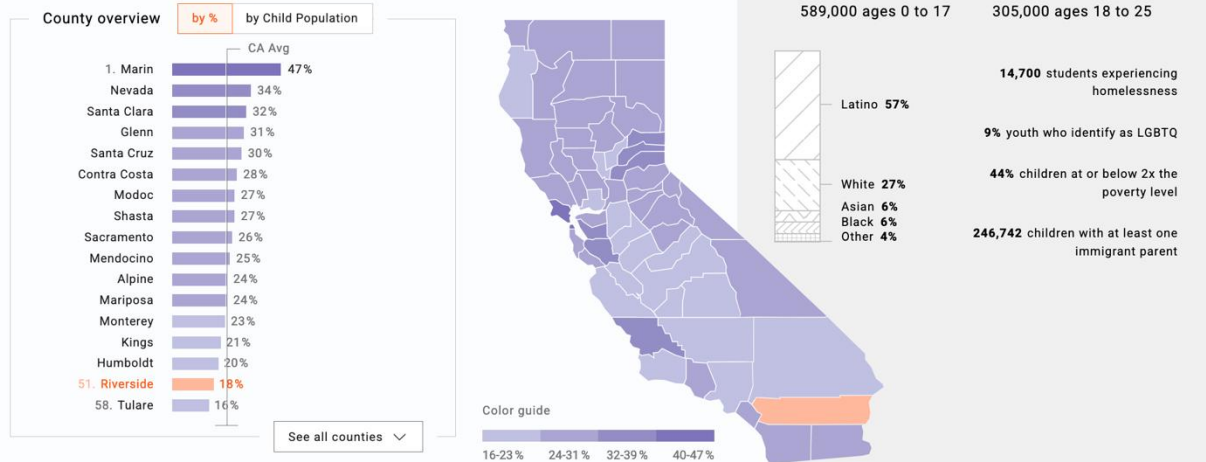 County overview
by %
by Child Population
CA Avg
1. Marin 47%
Nevada 34%
Santa Clara 32%
Glenn 31%
Santa Cruz 30%
Contra Costa 28%
Modoc 27%
Shasta 27%
Sacramento 26%
Mendocino 25%
Alpine 24%
Mariposa 24%
Monterey 23%
Kings 21%
Humboldt 20%
51. Riverside 18%
58. Tulare 16%
See all counties
Color guide
16-23 %
24-31 %
32-39 %
40-47 %
589,000 ages 0 to 17
305,000 ages 18 to 25
Latino 57%
White 27%
Asian 6%
Black 6%
Other 4%
14,700 students experiencing
homelessness
9% youth who identify as LGBTQ
44% children at or below 2x the
poverty level
246,742 children with at least one
immigrant parent